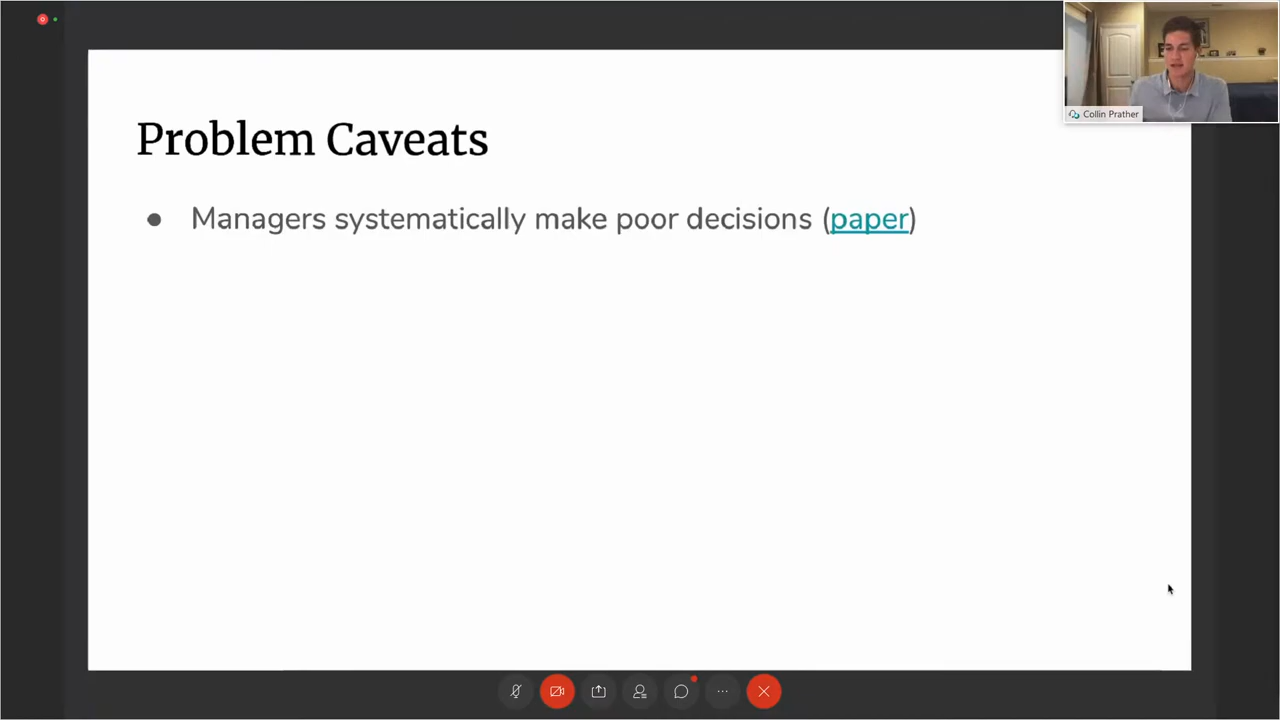 Collin Prather
Problem Caveats
● Managers systematically make poor decisions (paper)